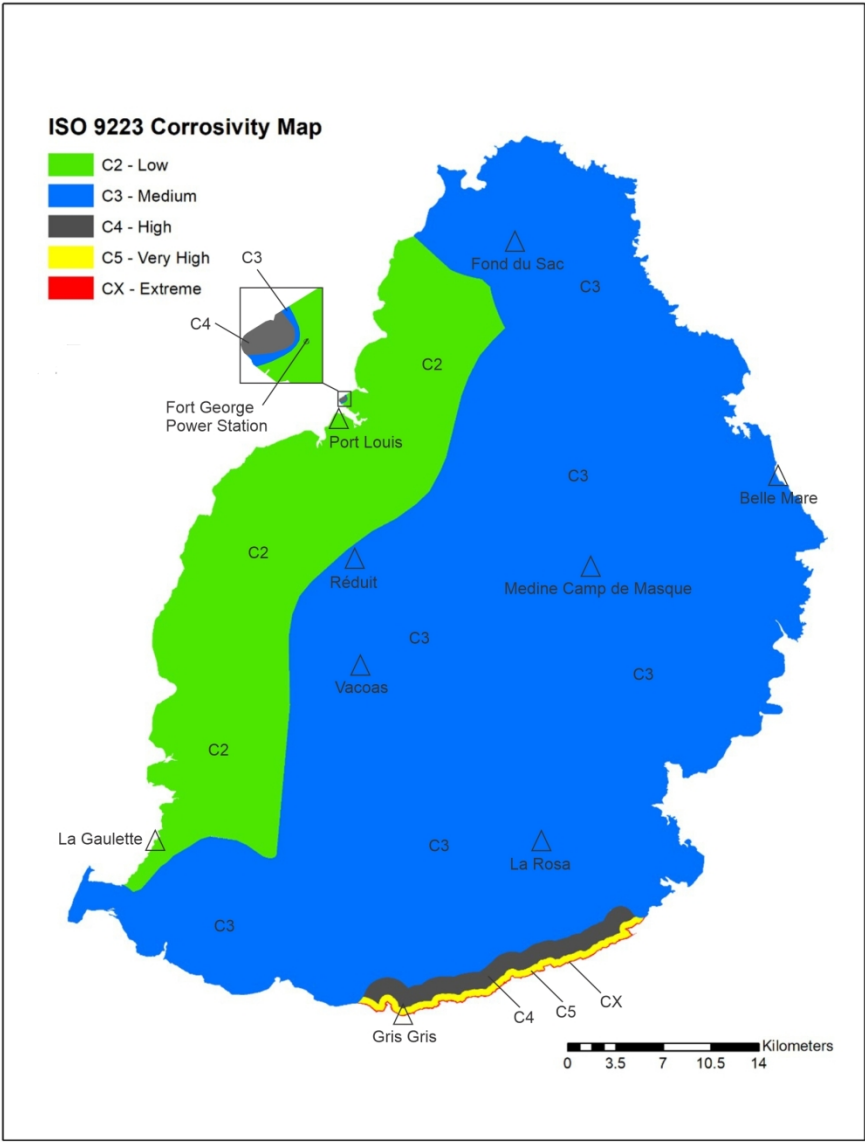 ISO 9223 Corrosivity Map
C2 - Low
C3 - Medium
C4 - High
C5 - Very High
CX - Extreme
C3
C4
Fort George
Power Station
Port Louis
Fond du Sac
C3
C2
C3
Belle Mare
C2
Réduit
Medine Camp de Masque
C3
Vacoas
C3
C2
La Gaulette
C3
La Rosa
C3
CX
C5
C4
Gris Gris
Kilometers
0 3.5 7 10.5 14